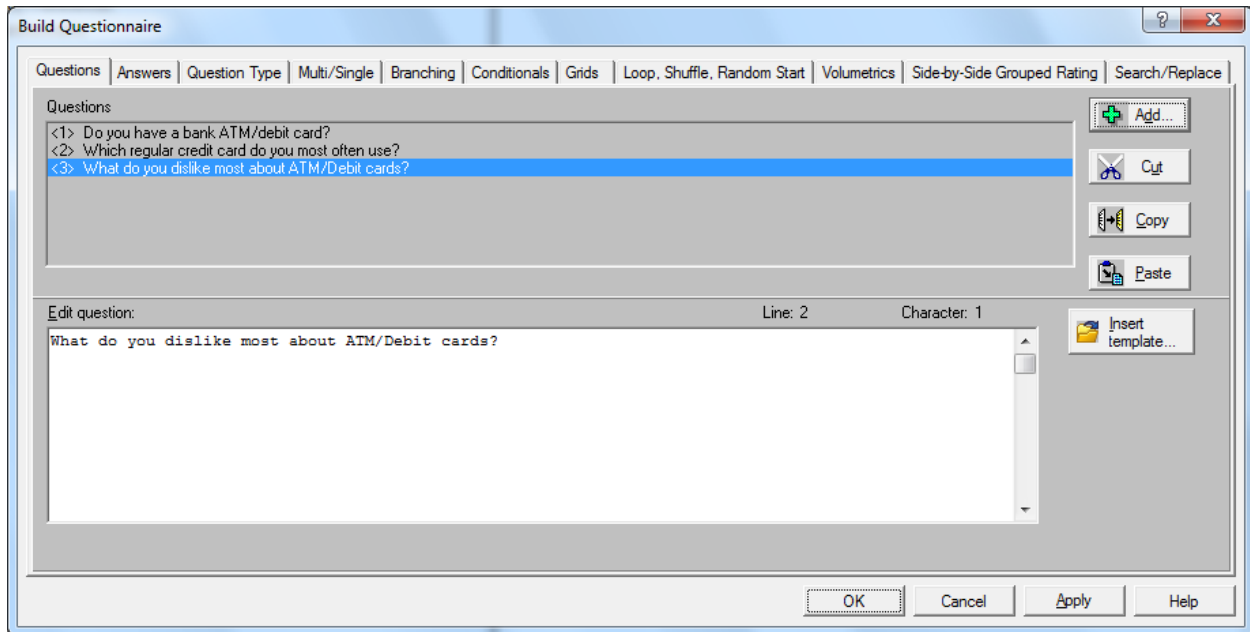 Build Questionnaire
Questions Answers Question Type Multi/Single Branching Conditionals Grids Loop, Shuffle, Random Start Volumetrics Side-by-Side Grouped Rating Search/Replace
Questions
<1> Do you have a bank ATM/debit card?
<2> Which regular credit card do you most often use?
<3> What do you dislike most about ATM/Debit cards?
Add...
Cut
Copy
Paste
Edit question: Line: 2 Character: 1
What do you dislike most about ATM/Debit cards?
Insert
template...
OK Cancel Apply Help